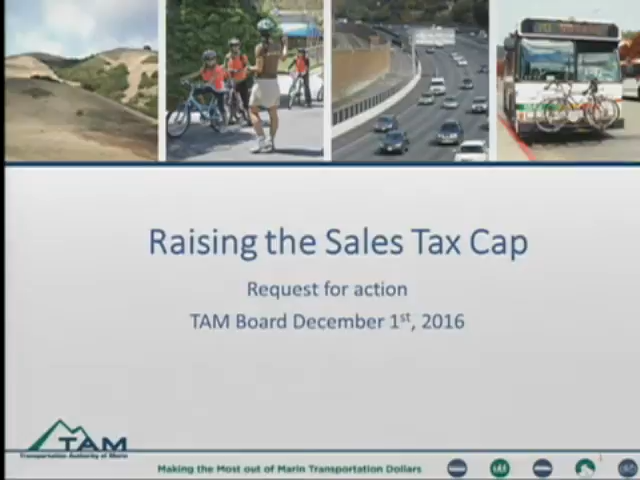 Raising the Sales Tax Cap
Request for action
TAM Board December 1st, 2016
TAM
Transportation Authority of Marin
Making the Most out of Marin Transportation Dollars
1